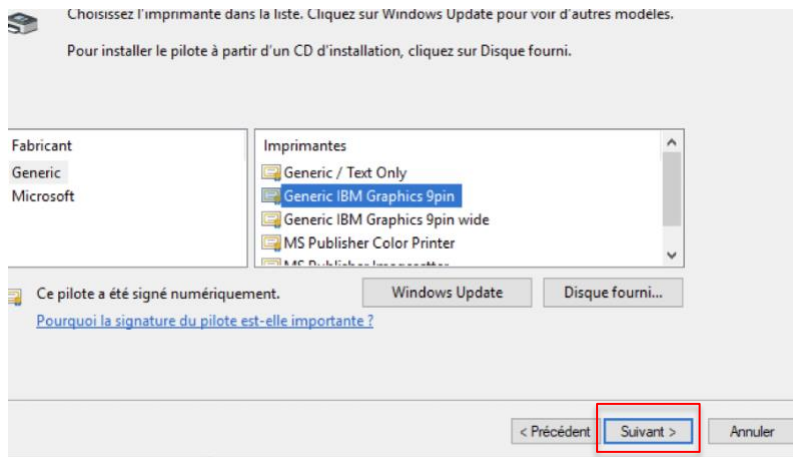 Choisissez l'imprimante dans la liste. Cliquez sur Windows Update pour voir d'autres modèles.
Pour installer le pilote à partir d'un CD d'installation, cliquez sur Disque fourni.
Fabricant
Generic
Microsoft
Imprimantes
Generic / Text Only
Generic IBM Graphics 9pin
Generic IBM Graphics 9pin wide
MS Publisher Color Printer
MS Publisher Imagesetter
Ce pilote a été signé numériquement.
Windows Update
Disque fourni...
Pourquoi la signature du pilote est-elle importante ?
< Précédent
Suivant >
Annuler